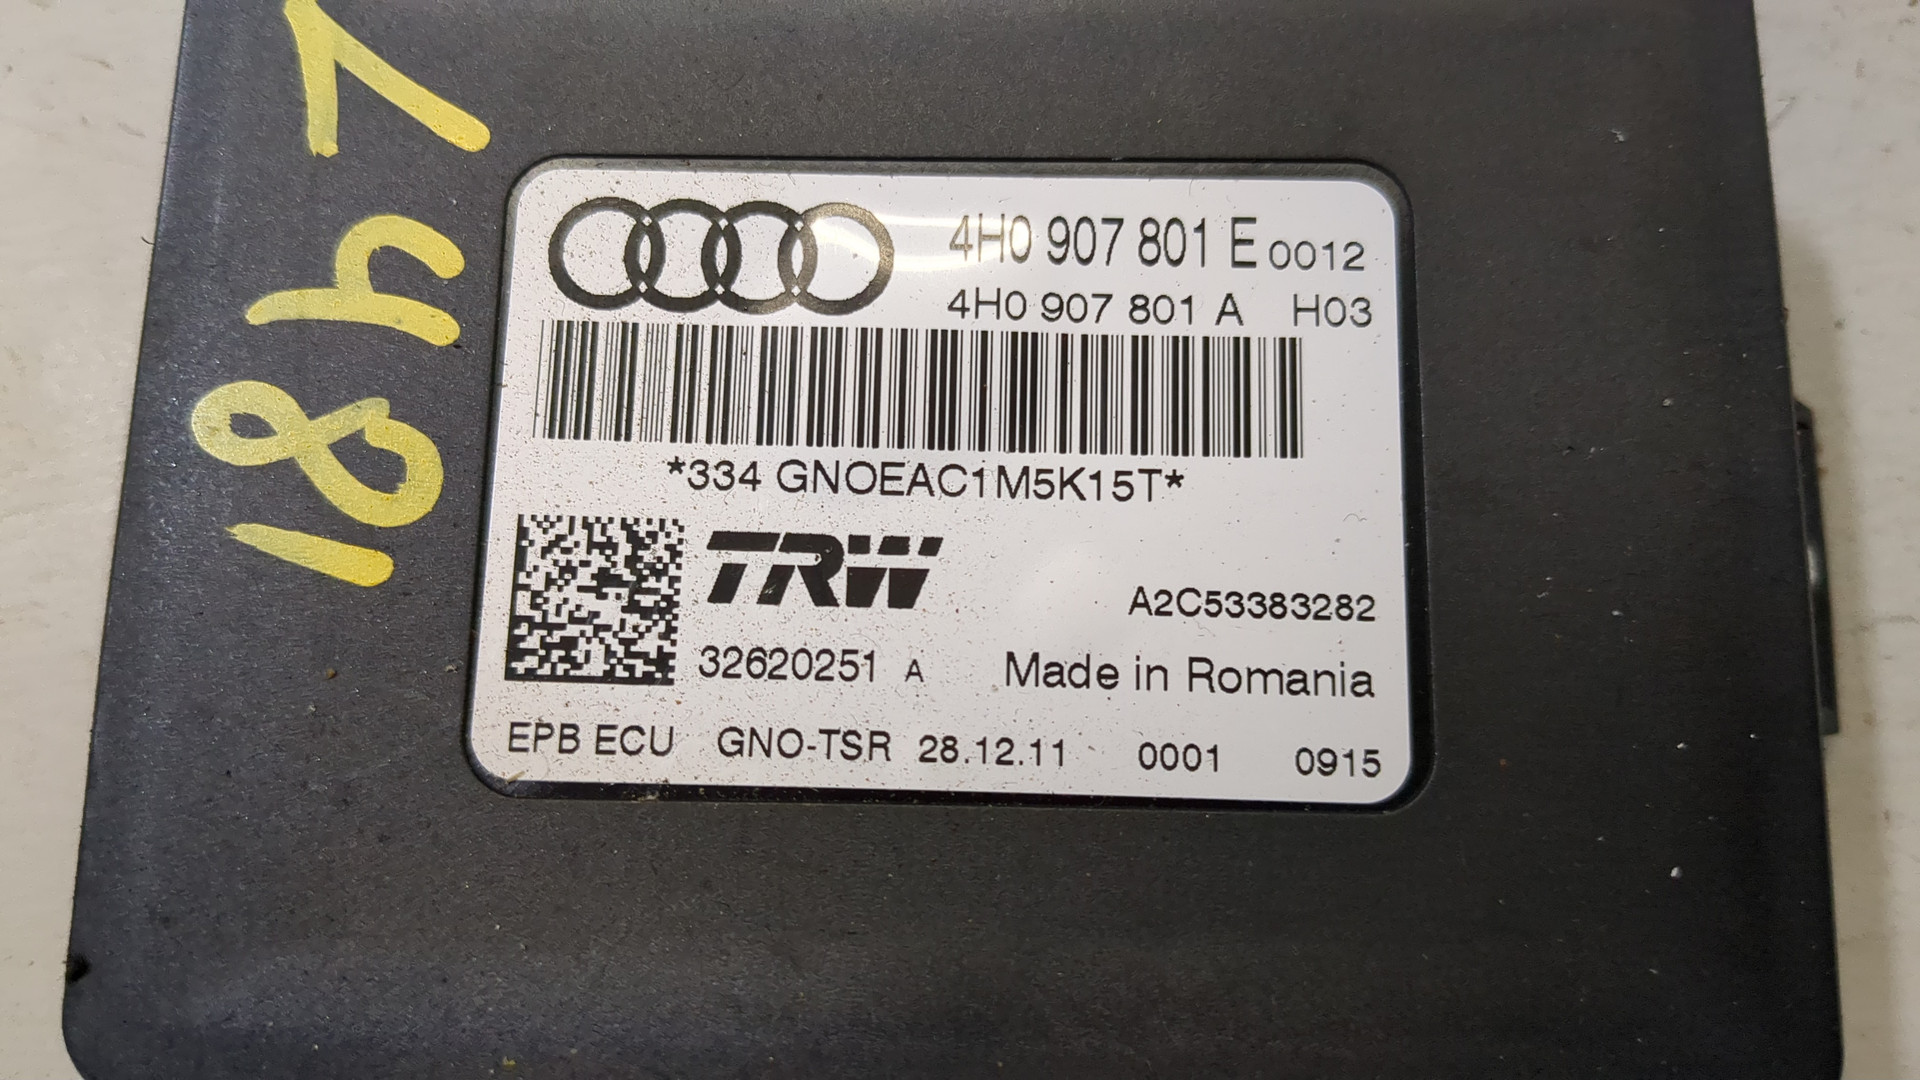 4H0 907 801 E 0012
4H0 907 801 A H03
*334 GNOEAC1M5K15T*
TRW
A2C53383282
32620251 A Made in Romania
EPB ECU GNO-TSR 28.12.11 0001 0915